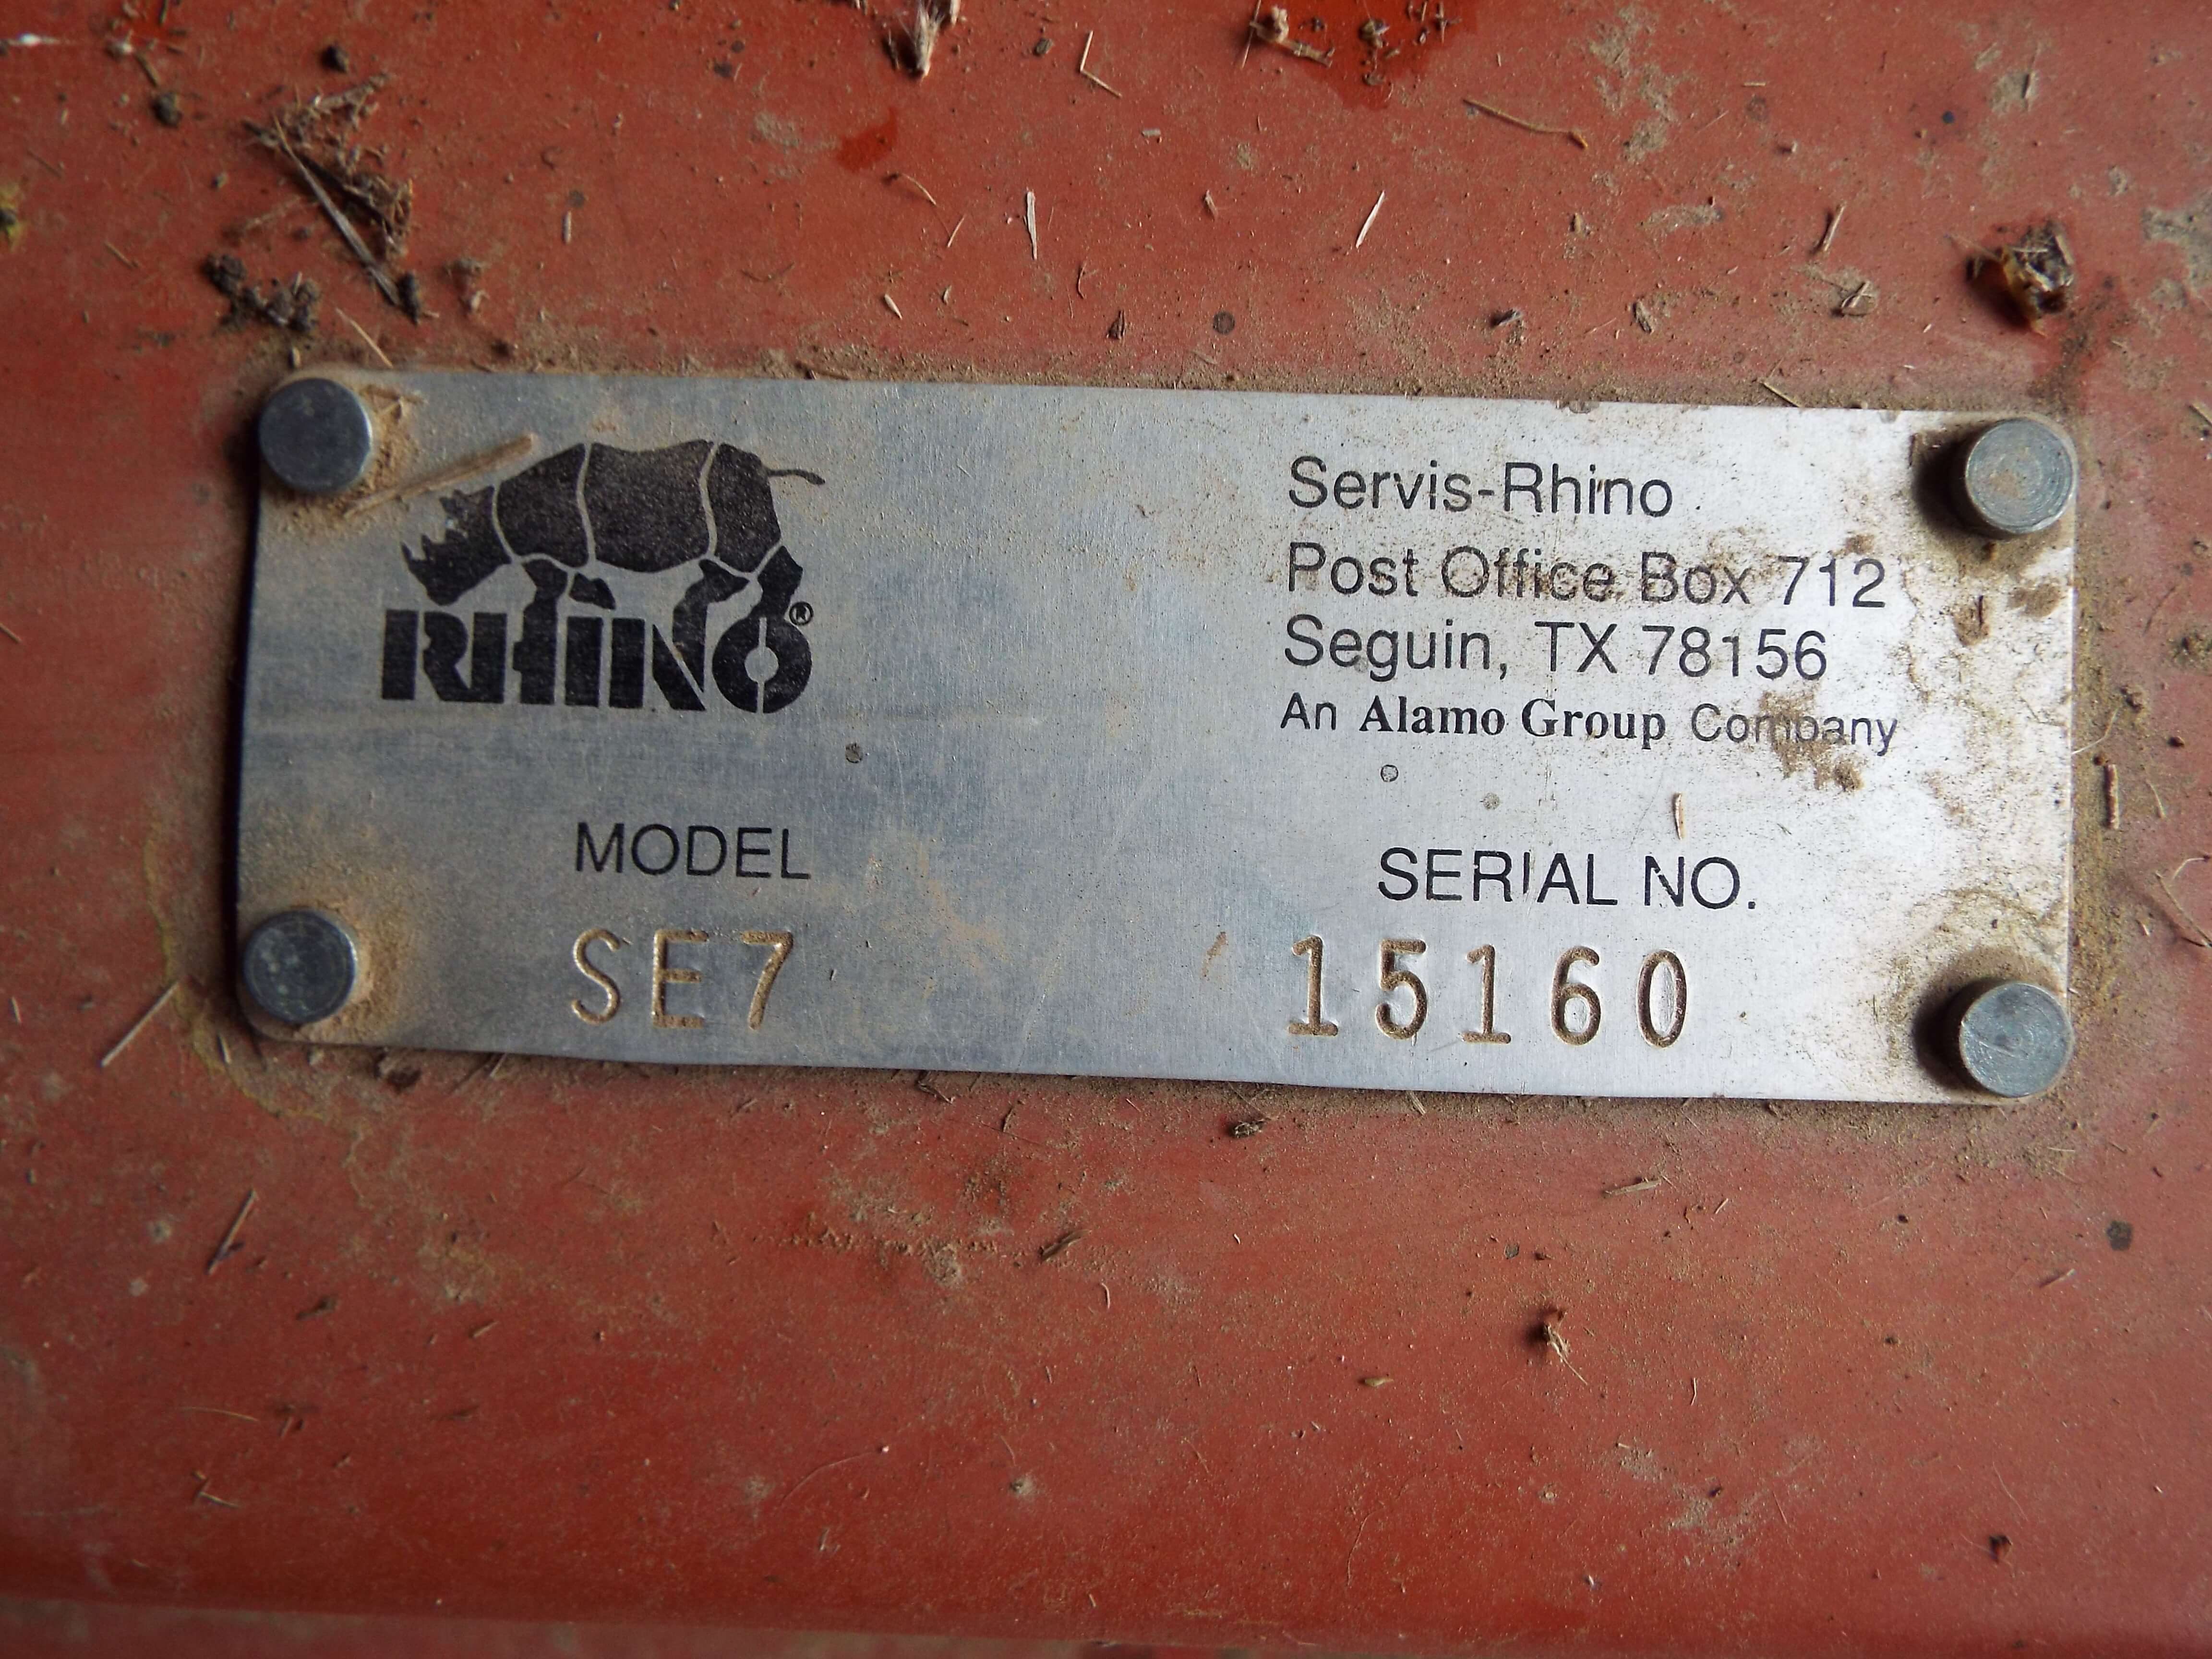 RHINO®
Servis-Rhino
Post Office Box 712
Seguin, TX 78156
An Alamo Group Company
MODEL
SE7
SERIAL NO.
15160